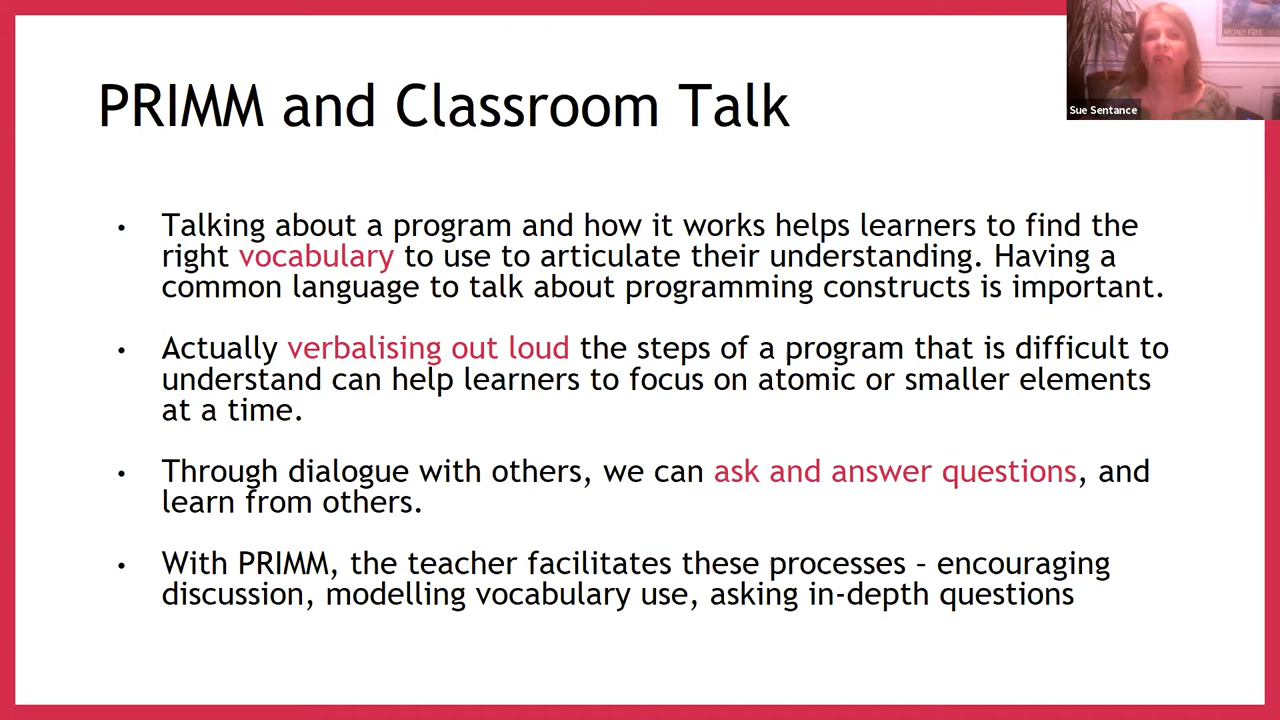 PRIMM and Classroom Talk
Sue Sentance
• Talking about a program and how it works helps learners to find the
right vocabulary to use to articulate their understanding. Having a
common language to talk about programming constructs is important.
• Actually verbalising out loud the steps of a program that is difficult to
understand can help learners to focus on atomic or smaller elements
at a time.
• Through dialogue with others, we can ask and answer questions, and
learn from others.
• With PRIMM, the teacher facilitates these processes – encouraging
discussion, modelling vocabulary use, asking in-depth questions